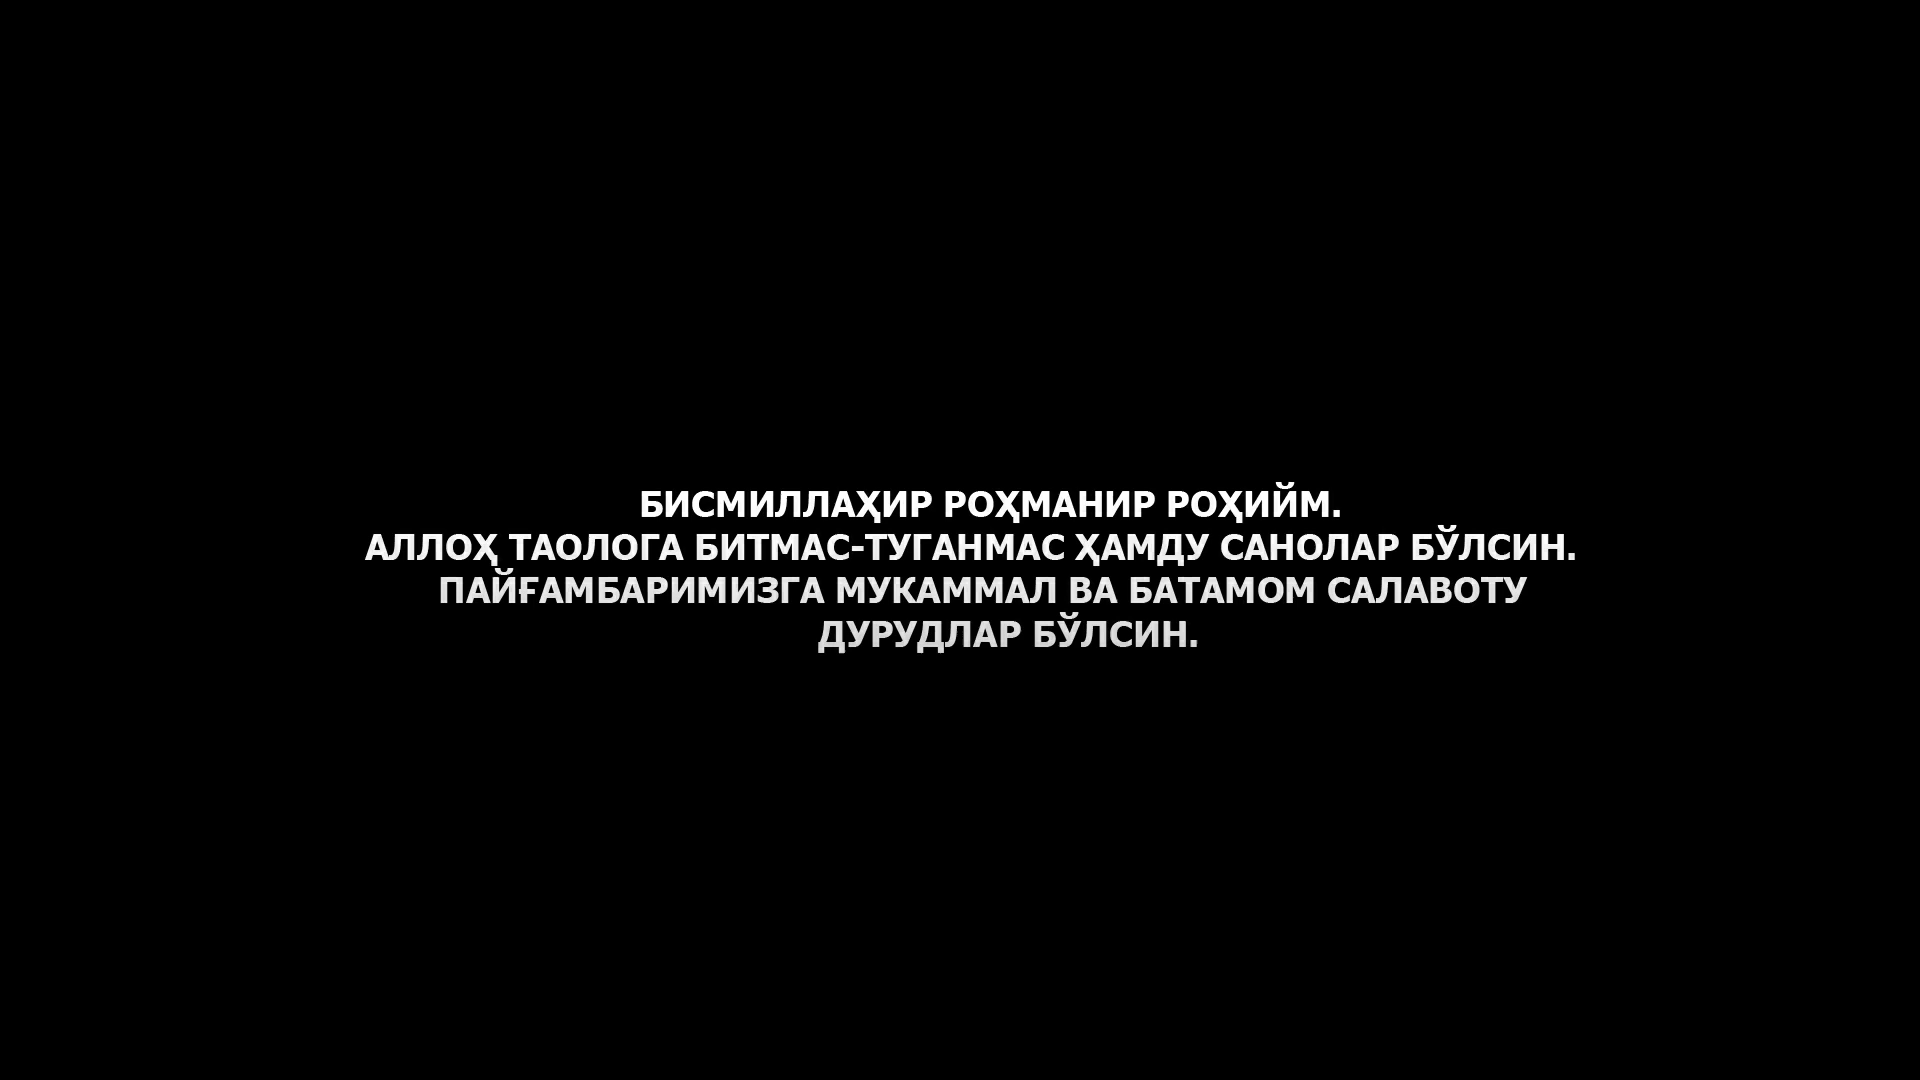 БИСМИЛЛАҲИР РОҲМАНИР РОҲИЙМ.
АЛЛОҲ ТАОЛОГА БИТМАС-ТУГАНМАС ҲАМДУ САНОЛАР БЎЛСИН.
ПАЙҒАМБАРИМИЗГА МУКАММАЛ ВА БАТАМОМ САЛАВОТУ
ДУРУДЛАР БЎЛСИН.